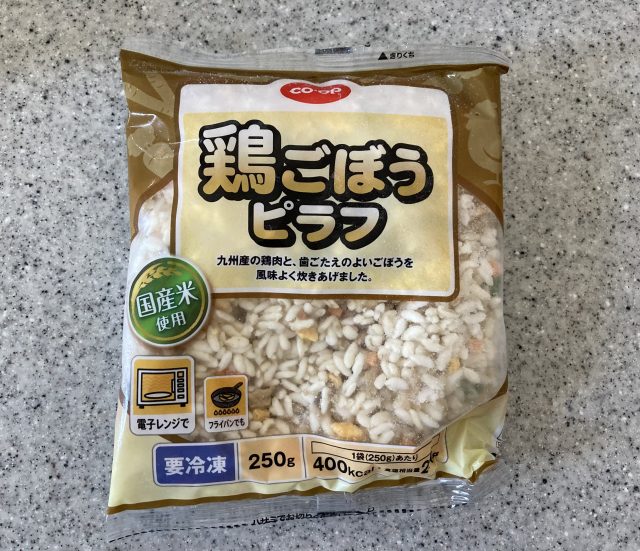 ▲きりくち
CO・OP
鶏ごぼう
ピラフ
九州産の鶏肉と、歯ごたえのよいごぼうを
風味よく炊きあげました。
国産米
使用
電子レンジで
フライパンでも
要冷凍
250g
1袋(250g)あたり
400kcal